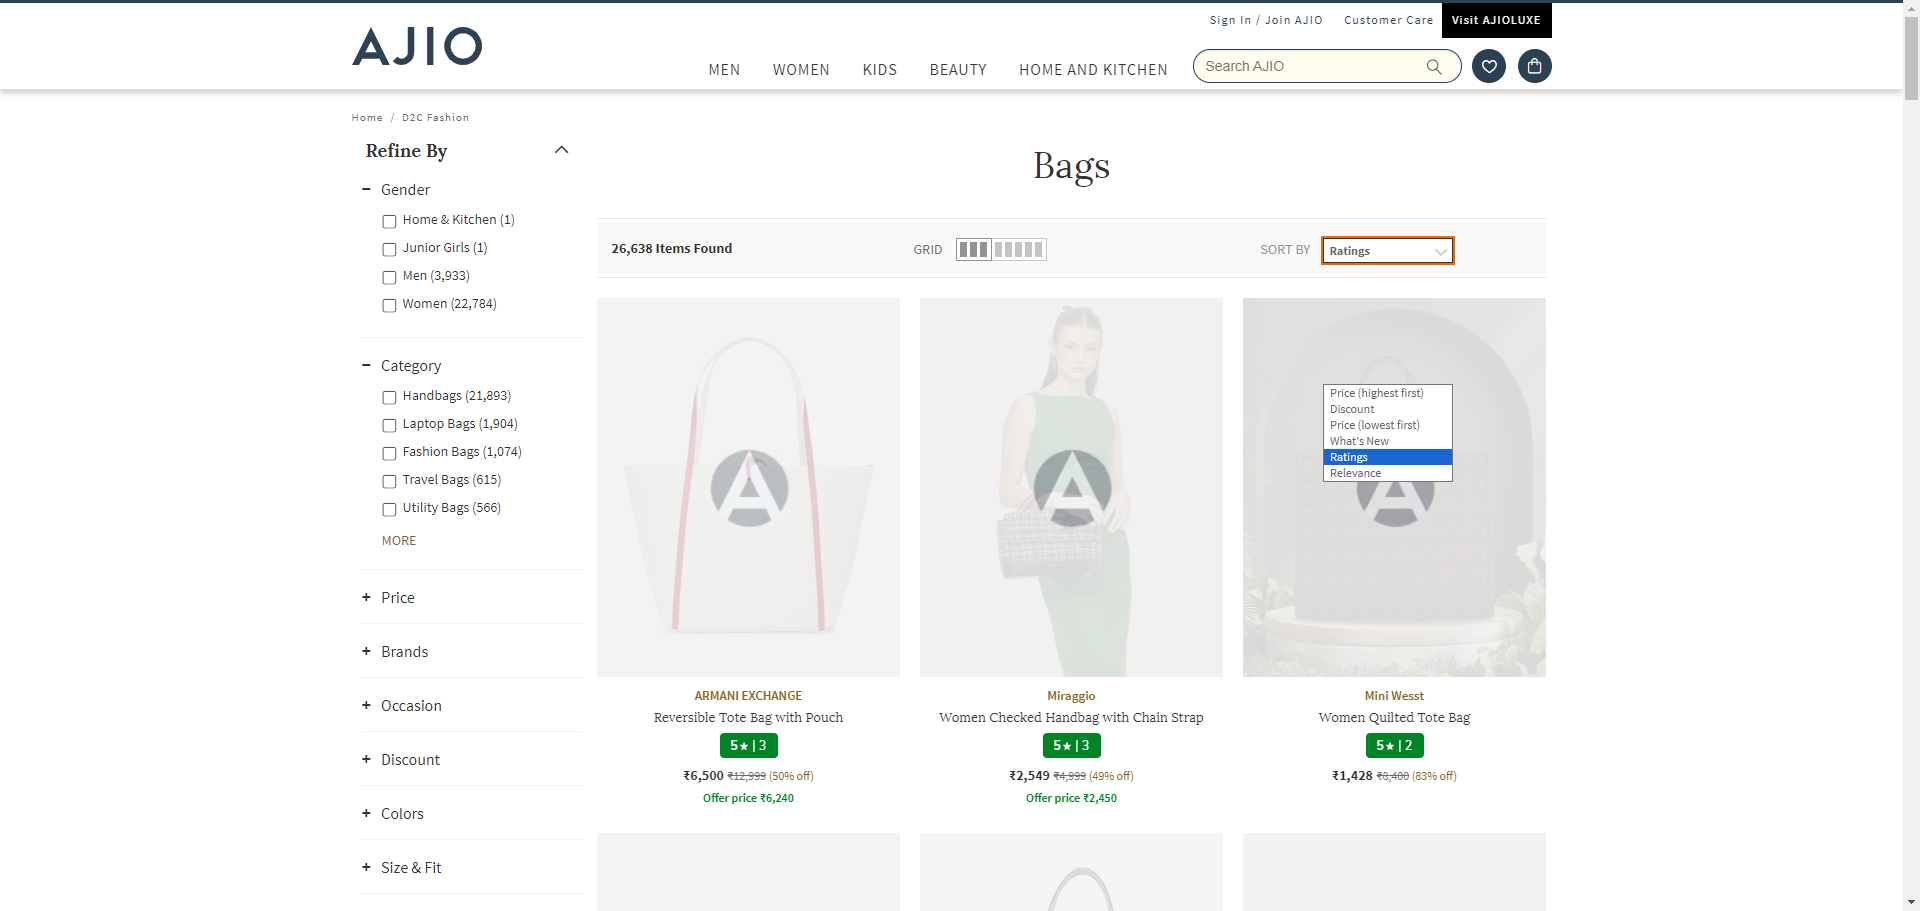 Sign In / Join AJIO
Customer Care
Visit AJIOLUXE
AJIO
MEN
WOMEN
KIDS
BEAUTY
HOME AND KITCHEN
Search AJIO
Home / D2C Fashion
Refine By
Gender
Home & Kitchen (1)
Junior Girls (1)
Men (3,933)
Women (22,784)
Category
Handbags (21,893)
Laptop Bags (1,904)
Fashion Bags (1,074)
Travel Bags (615)
Utility Bags (566)
MORE
Price
Brands
Occasion
Discount
Colors
Size & Fit
Bags
26,638 Items Found
GRID
SORT BY
Ratings
Price (highest first)
Discount
Price (lowest first)
What's New
Ratings
Relevance
A
A
A
ARMANI EXCHANGE
Reversible Tote Bag with Pouch
5★ | 3
₹6,500 ₹12,999 (50% off)
Offer price ₹6,240
Miraggio
Women Checked Handbag with Chain Strap
5★ | 3
₹2,549 ₹4,999 (49% off)
Offer price ₹2,450
Mini Wesst
Women Quilted Tote Bag
5★ | 2
₹1,428 ₹8,400 (83% off)